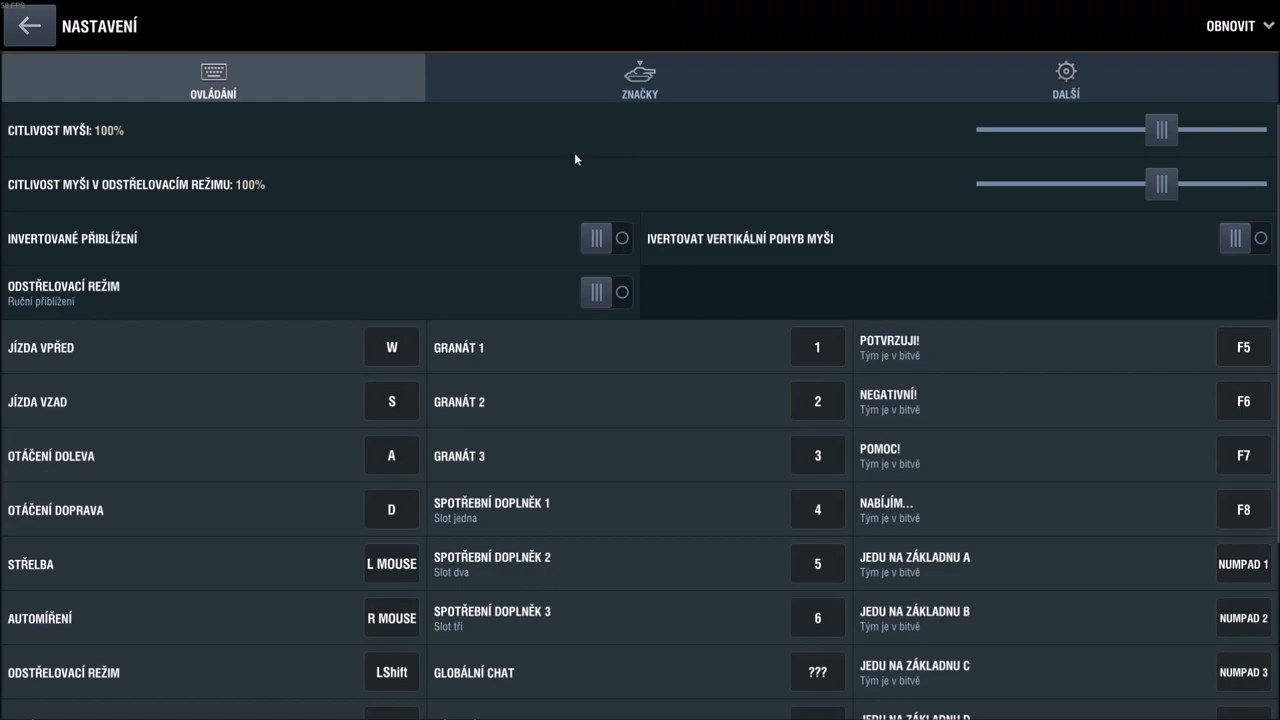 58 FPS
NASTAVENÍ
OBNOVIT
OVLÁDÁNÍ
ZNAČKY
DALŠÍ
CITLIVOST MYŠI: 100%
CITLIVOST MYŠI V ODSTŘELOVACÍM REŽIMU: 100%
INVERTOVANÉ PŘIBLÍŽENÍ
IVERTOVAT VERTIKÁLNÍ POHYB MYŠI
ODSTŘELOVACÍ REŽIM
Ruční přiblížení
JÍZDA VPŘED
W
GRANÁT 1
1
POTVRZUJI!
Tým je v bitvě
F5
JÍZDA VZAD
S
GRANÁT 2
2
NEGATIVNÍ!
Tým je v bitvě
F6
OTÁČENÍ DOLEVA
A
GRANÁT 3
3
POMOC!
Tým je v bitvě
F7
OTÁČENÍ DOPRAVA
D
SPOTŘEBNÍ DOPLNĚK 1
Slot jedna
4
NABÍJÍM...
Tým je v bitvě
F8
STŘELBA
L MOUSE
SPOTŘEBNÍ DOPLNĚK 2
Slot dva
5
JEDU NA ZÁKLADNU A
Tým je v bitvě
NUMPAD 1
AUTOMÍŘENÍ
R MOUSE
SPOTŘEBNÍ DOPLNĚK 3
Slot tři
6
JEDU NA ZÁKLADNU B
Tým je v bitvě
NUMPAD 2
ODSTŘELOVACÍ REŽIM
LShift
GLOBÁLNÍ CHAT
???
JEDU NA ZÁKLADNU C
Tým je v bitvě
NUMPAD 3
JEDU NA ZÁKLADNU D